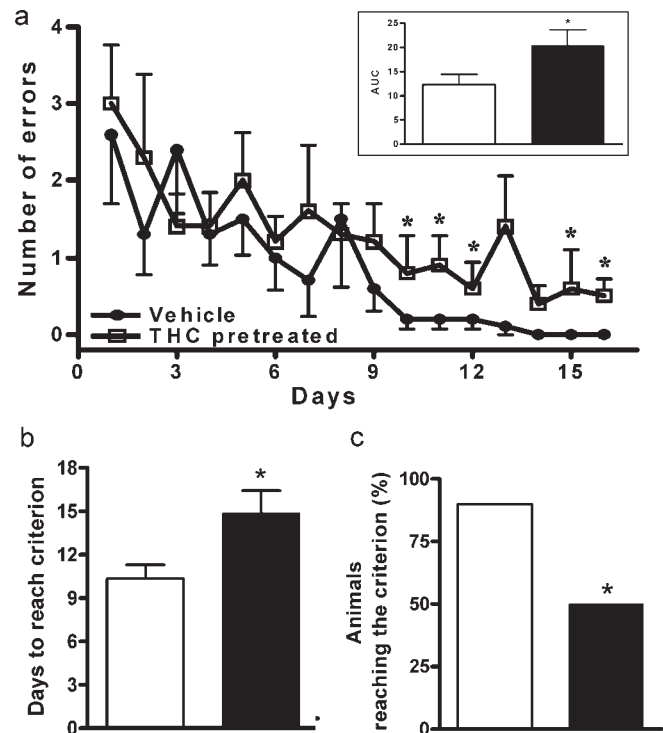 a
Number of errors
4
3
2
1
0
AUC
25
20
15
10
5
0
*
* * * * *
Vehicle
THC pretreated
0 3 6 9 12 15
Days
b
Days to reach criterion
18
15
12
9
6
3
0
*
c
Animals
reaching the criterion (%)
100
75
50
25
0
*